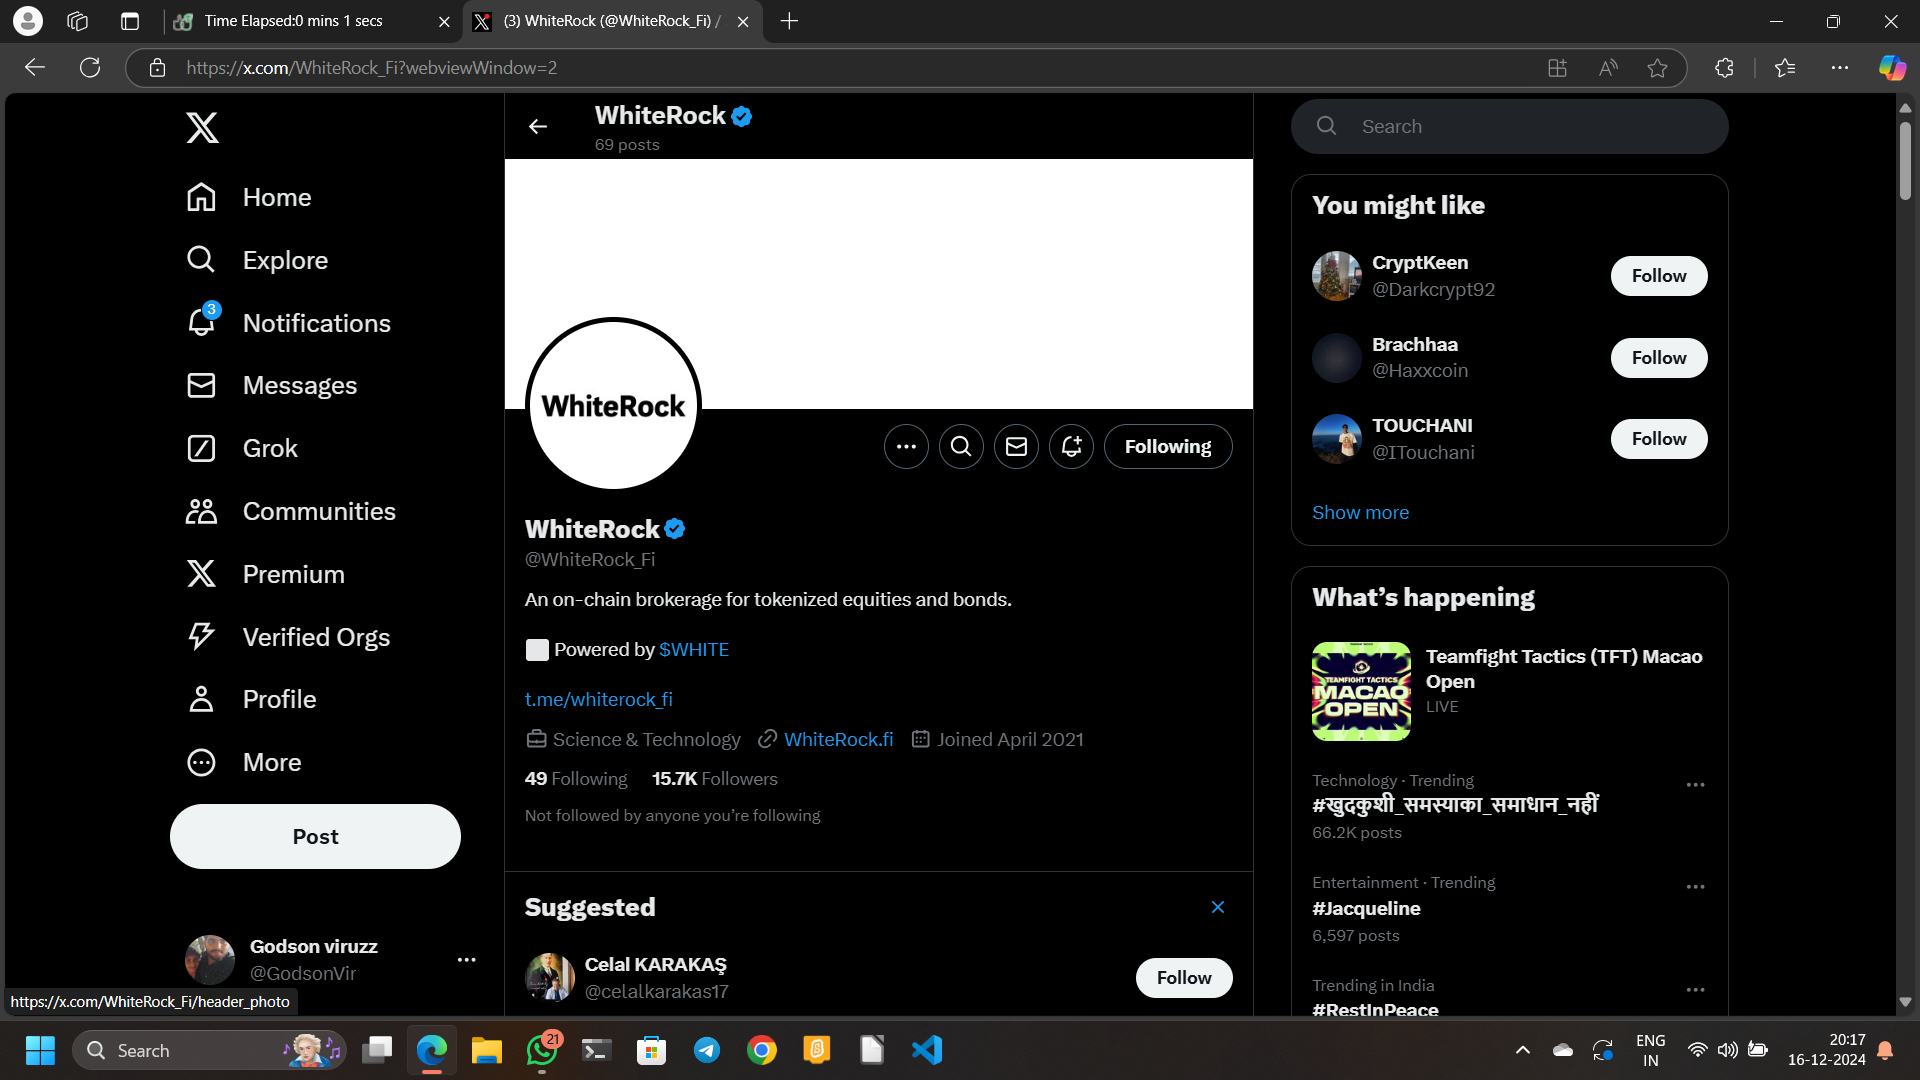 Time Elapsed:0 mins 1 secs
(3) WhiteRock (@WhiteRock_Fi) /
https://x.com/WhiteRock_Fi?webviewWindow=2
Home
Explore
3
Notifications
Messages
Grok
Communities
Premium
Verified Orgs
Profile
More
Post
Godson viruzz
@GodsonVir
https://x.com/WhiteRock_Fi/header_photo
WhiteRock
69 posts
WhiteRock
Following
WhiteRock
@WhiteRock_Fi
An on-chain brokerage for tokenized equities and bonds.
Powered by $WHITE
t.me/whiterock_fi
Science & Technology WhiteRock.fi Joined April 2021
49 Following 15.7K Followers
Not followed by anyone you’re following
Suggested
Celal KARAKAŞ
@celalkarakas17
Follow
Search
You might like
CryptKeen
@Darkcrypt92
Follow
Brachhaa
@Haxxcoin
Follow
TOUCHANI
@ITouchani
Follow
Show more
What’s happening
TEAMFIGHT TACTICS
MACAO
OPEN
Teamfight Tactics (TFT) Macao
Open
LIVE
Technology · Trending
#खुदकुशी_समस्याका_समाधान_नहीं
66.2K posts
Entertainment · Trending
#Jacqueline
6,597 posts
Trending in India
#RestInPeace
Search
21
ENG
IN
20:17
16-12-2024